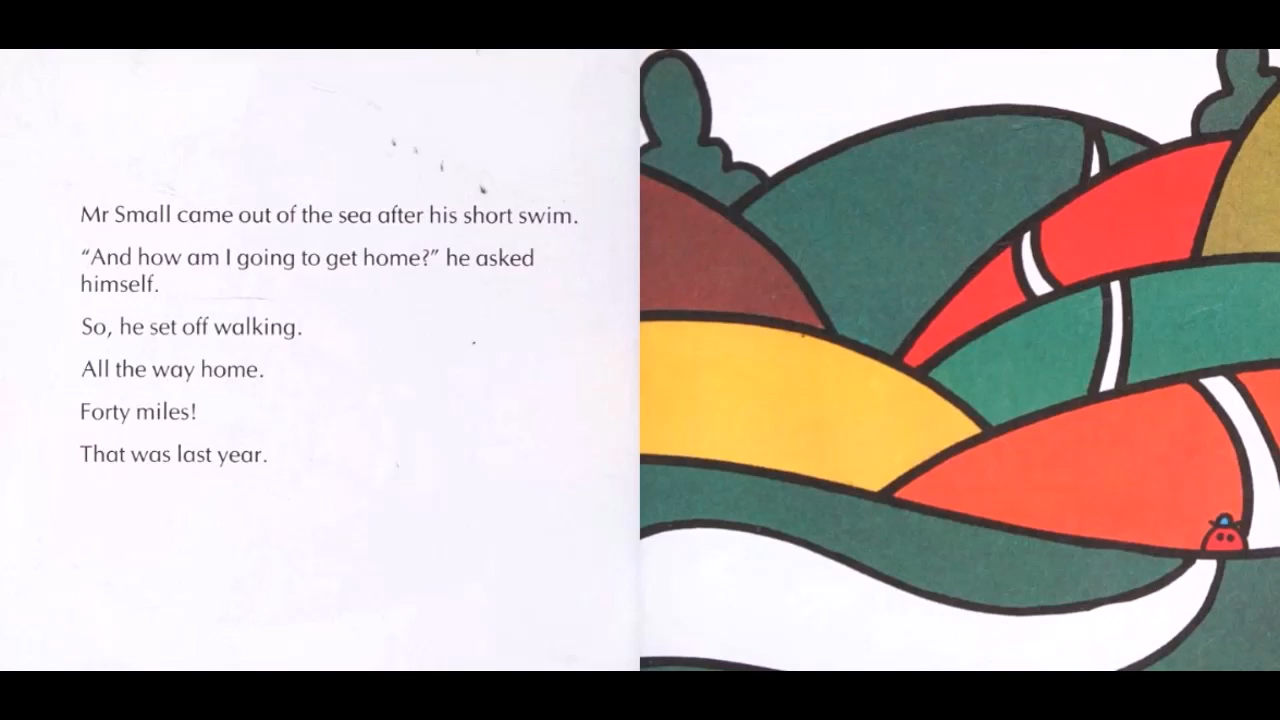 Mr Small came out of the sea after his short swim.
“And how am I going to get home?” he asked
himself.
So, he set off walking.
All the way home.
Forty miles!
That was last year.